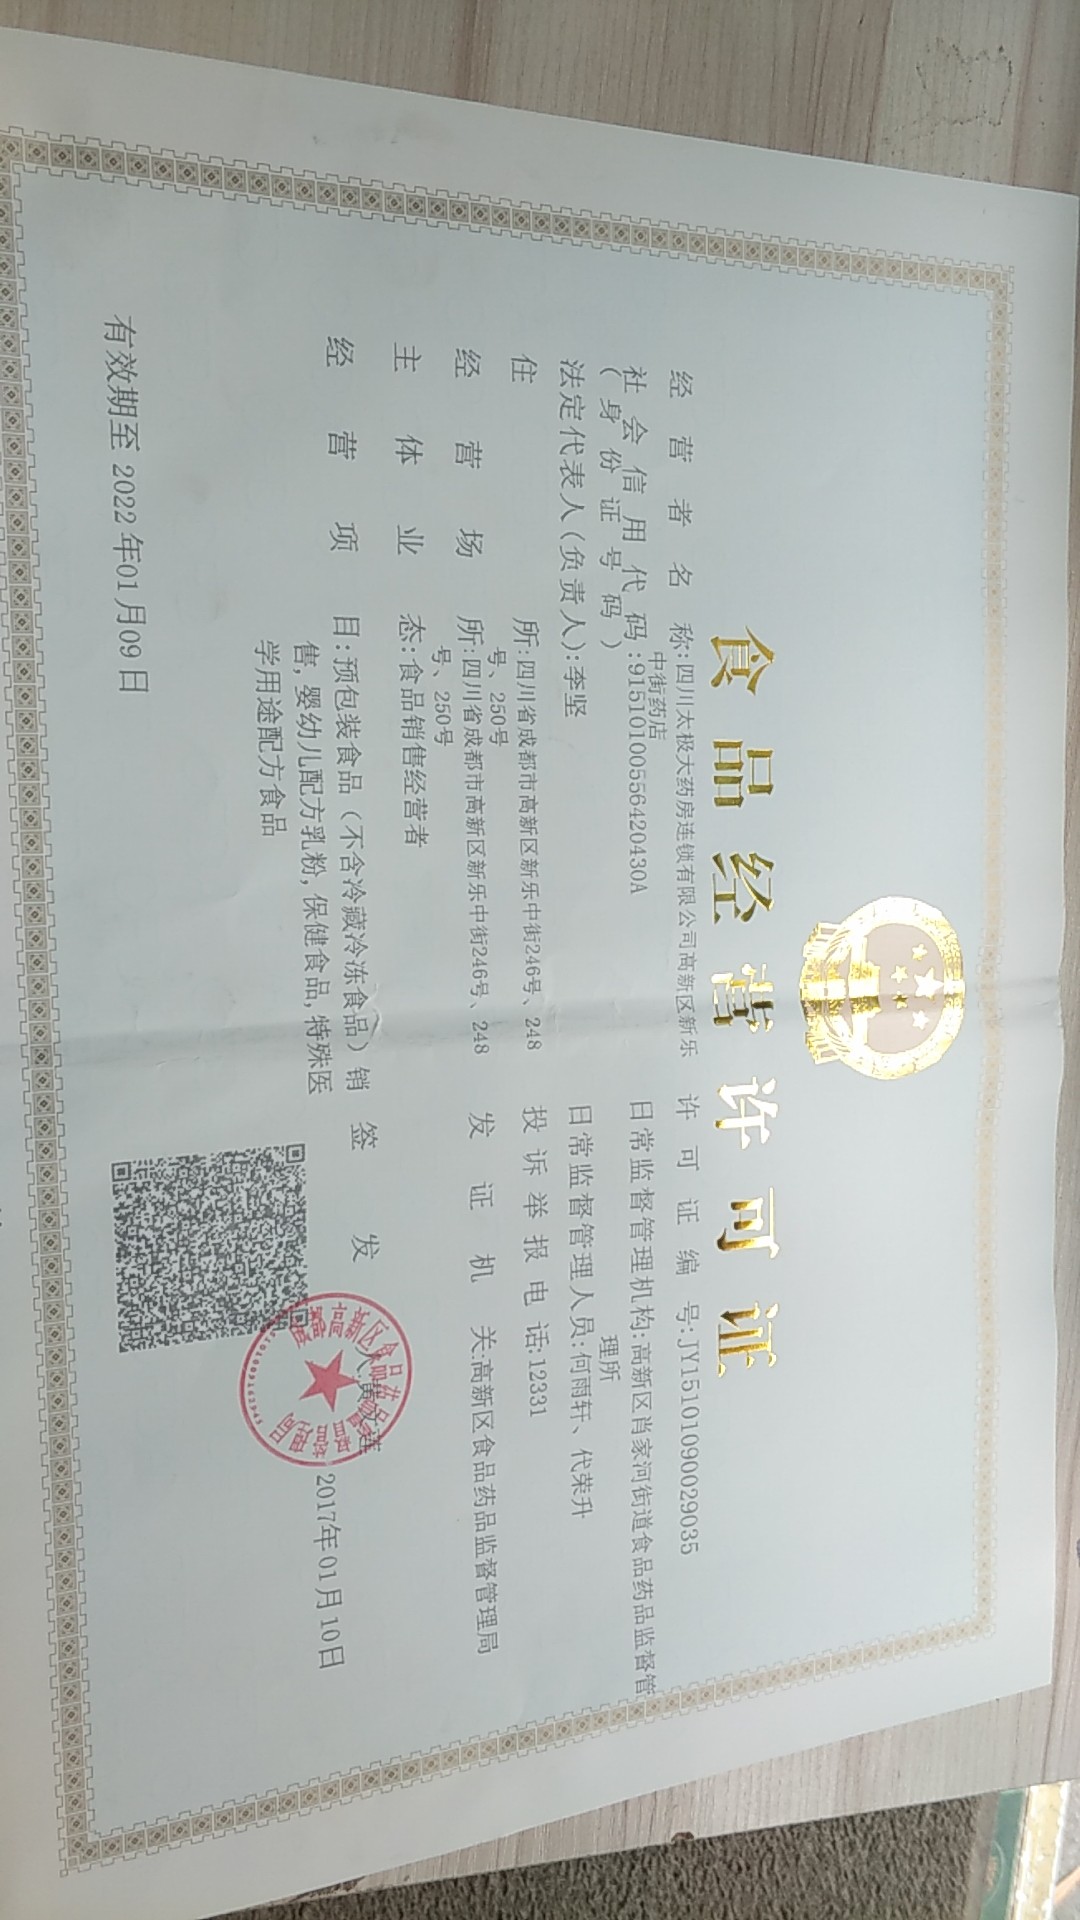 食品经营许可证
经营者名称:四川太极大药房连锁有限公司高新区新乐
中街药店
社会信用代码:91510100556420430A
(身份证号码)
法定代表人(负责人):李坚
住所:四川省成都市高新区新乐中街246号、248
号、250号
经营场所:四川省成都市高新区新乐中街246号、248
号、250号
主体业态:食品销售经营者
经营项目:预包装食品(不含冷藏冷冻食品)销
售,婴幼儿配方乳粉,保健食品,特殊医
学用途配方食品
有效期至 2022年01月09日
许可证编号:JY15101090029035
日常监督管理机构:高新区肖家河街道食品药品监督管
理所
日常监督管理人员:何雨轩、代荣升
投诉举报电话:12331
发证机关:高新区食品药品监督管理局
签发人:
2017年01月10日